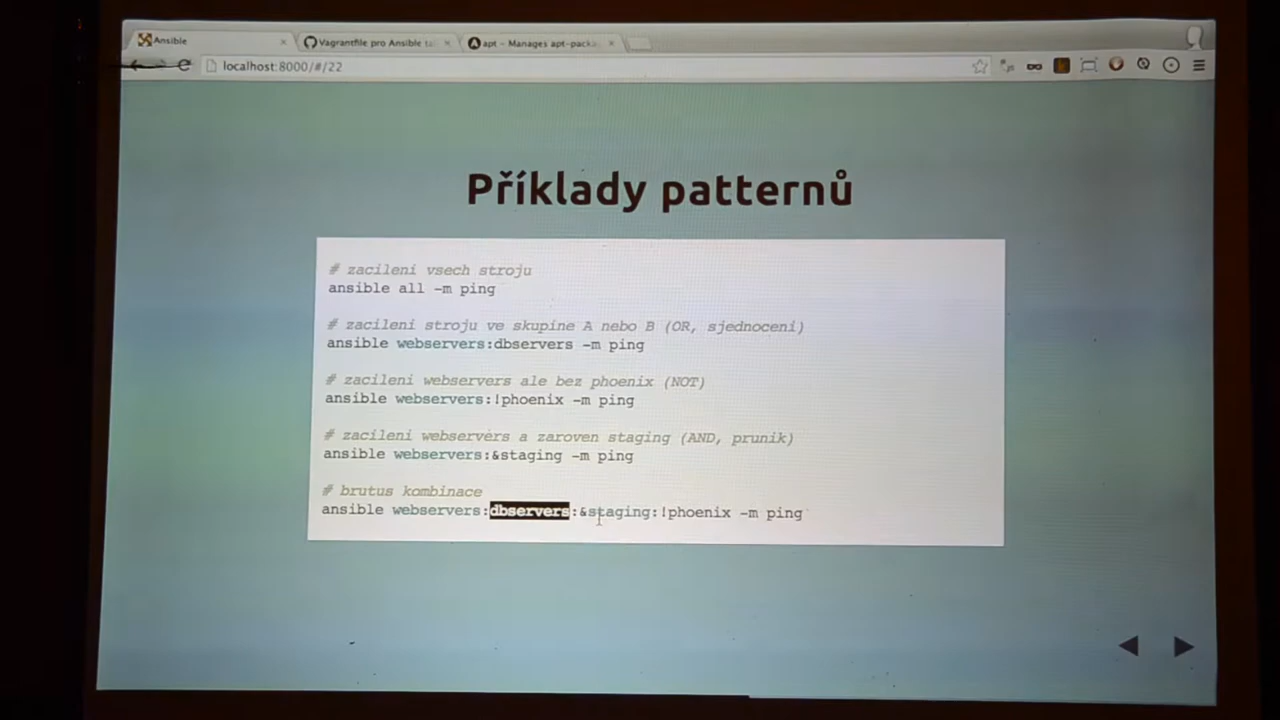 Ansible
Vagrantfile pro Ansible
apt - Manages apt-pack
localhost:8000/#/22
Příklady patternů
# zacileni vsech stroju
ansible all -m ping
# zacileni stroju ve skupine A nebo B (OR, sjednoceni)
ansible webservers:dbservers -m ping
# zacileni webservers ale bez phoenix (NOT)
ansible webservers:!phoenix -m ping
# zacileni webservers a zaroven staging (AND, prunik)
ansible webservers:&staging -m ping
# brutus kombinace
ansible webservers:dbservers:&staging:!phoenix -m ping